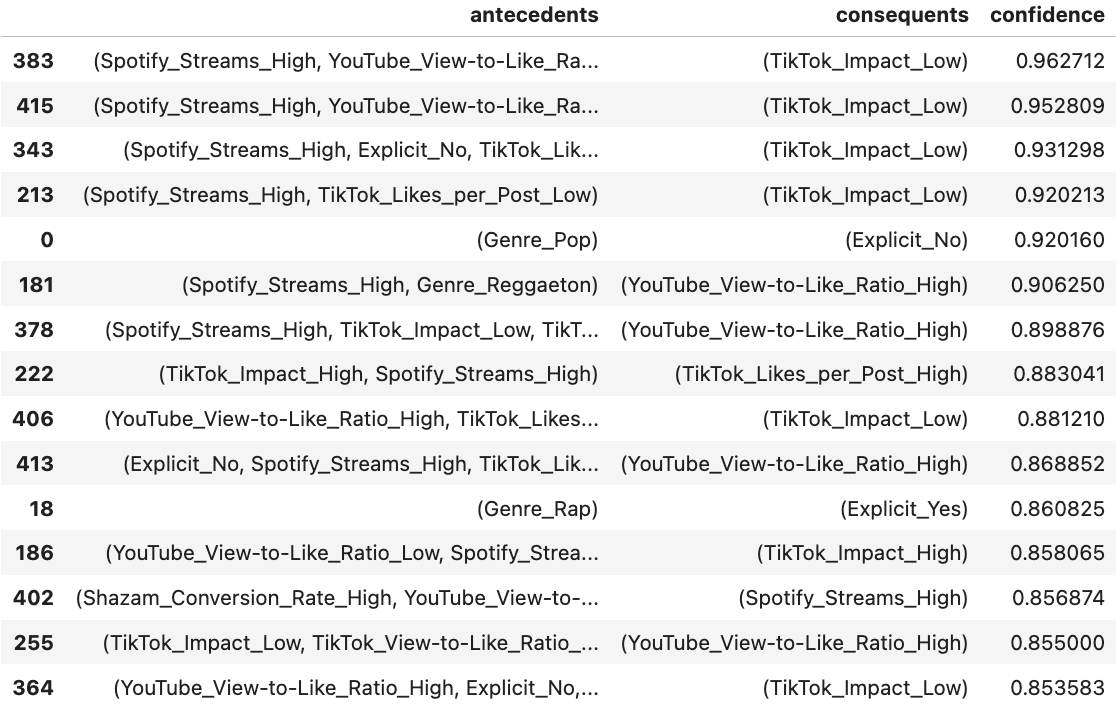 antecedents consequents confidence
383 (Spotify_Streams_High, YouTube_View-to-Like_Ra... (TikTok_Impact_Low) 0.962712
415 (Spotify_Streams_High, YouTube_View-to-Like_Ra... (TikTok_Impact_Low) 0.952809
343 (Spotify_Streams_High, Explicit_No, TikTok_Lik... (TikTok_Impact_Low) 0.931298
213 (Spotify_Streams_High, TikTok_Likes_per_Post_Low) (TikTok_Impact_Low) 0.920213
0 (Genre_Pop) (Explicit_No) 0.920160
181 (Spotify_Streams_High, Genre_Reggaeton) (YouTube_View-to-Like_Ratio_High) 0.906250
378 (Spotify_Streams_High, TikTok_Impact_Low, TikT... (YouTube_View-to-Like_Ratio_High) 0.898876
222 (TikTok_Impact_High, Spotify_Streams_High) (TikTok_Likes_per_Post_High) 0.883041
406 (YouTube_View-to-Like_Ratio_High, TikTok_Likes... (TikTok_Impact_Low) 0.881210
413 (Explicit_No, Spotify_Streams_High, TikTok_Lik... (YouTube_View-to-Like_Ratio_High) 0.868852
18 (Genre_Rap) (Explicit_Yes) 0.860825
186 (YouTube_View-to-Like_Ratio_Low, Spotify_Strea... (TikTok_Impact_High) 0.858065
402 (Shazam_Conversion_Rate_High, YouTube_View-to-... (Spotify_Streams_High) 0.856874
255 (TikTok_Impact_Low, TikTok_View-to-Like_Ratio_... (YouTube_View-to-Like_Ratio_High) 0.855000
364 (YouTube_View-to-Like_Ratio_High, Explicit_No,... (TikTok_Impact_Low) 0.853583